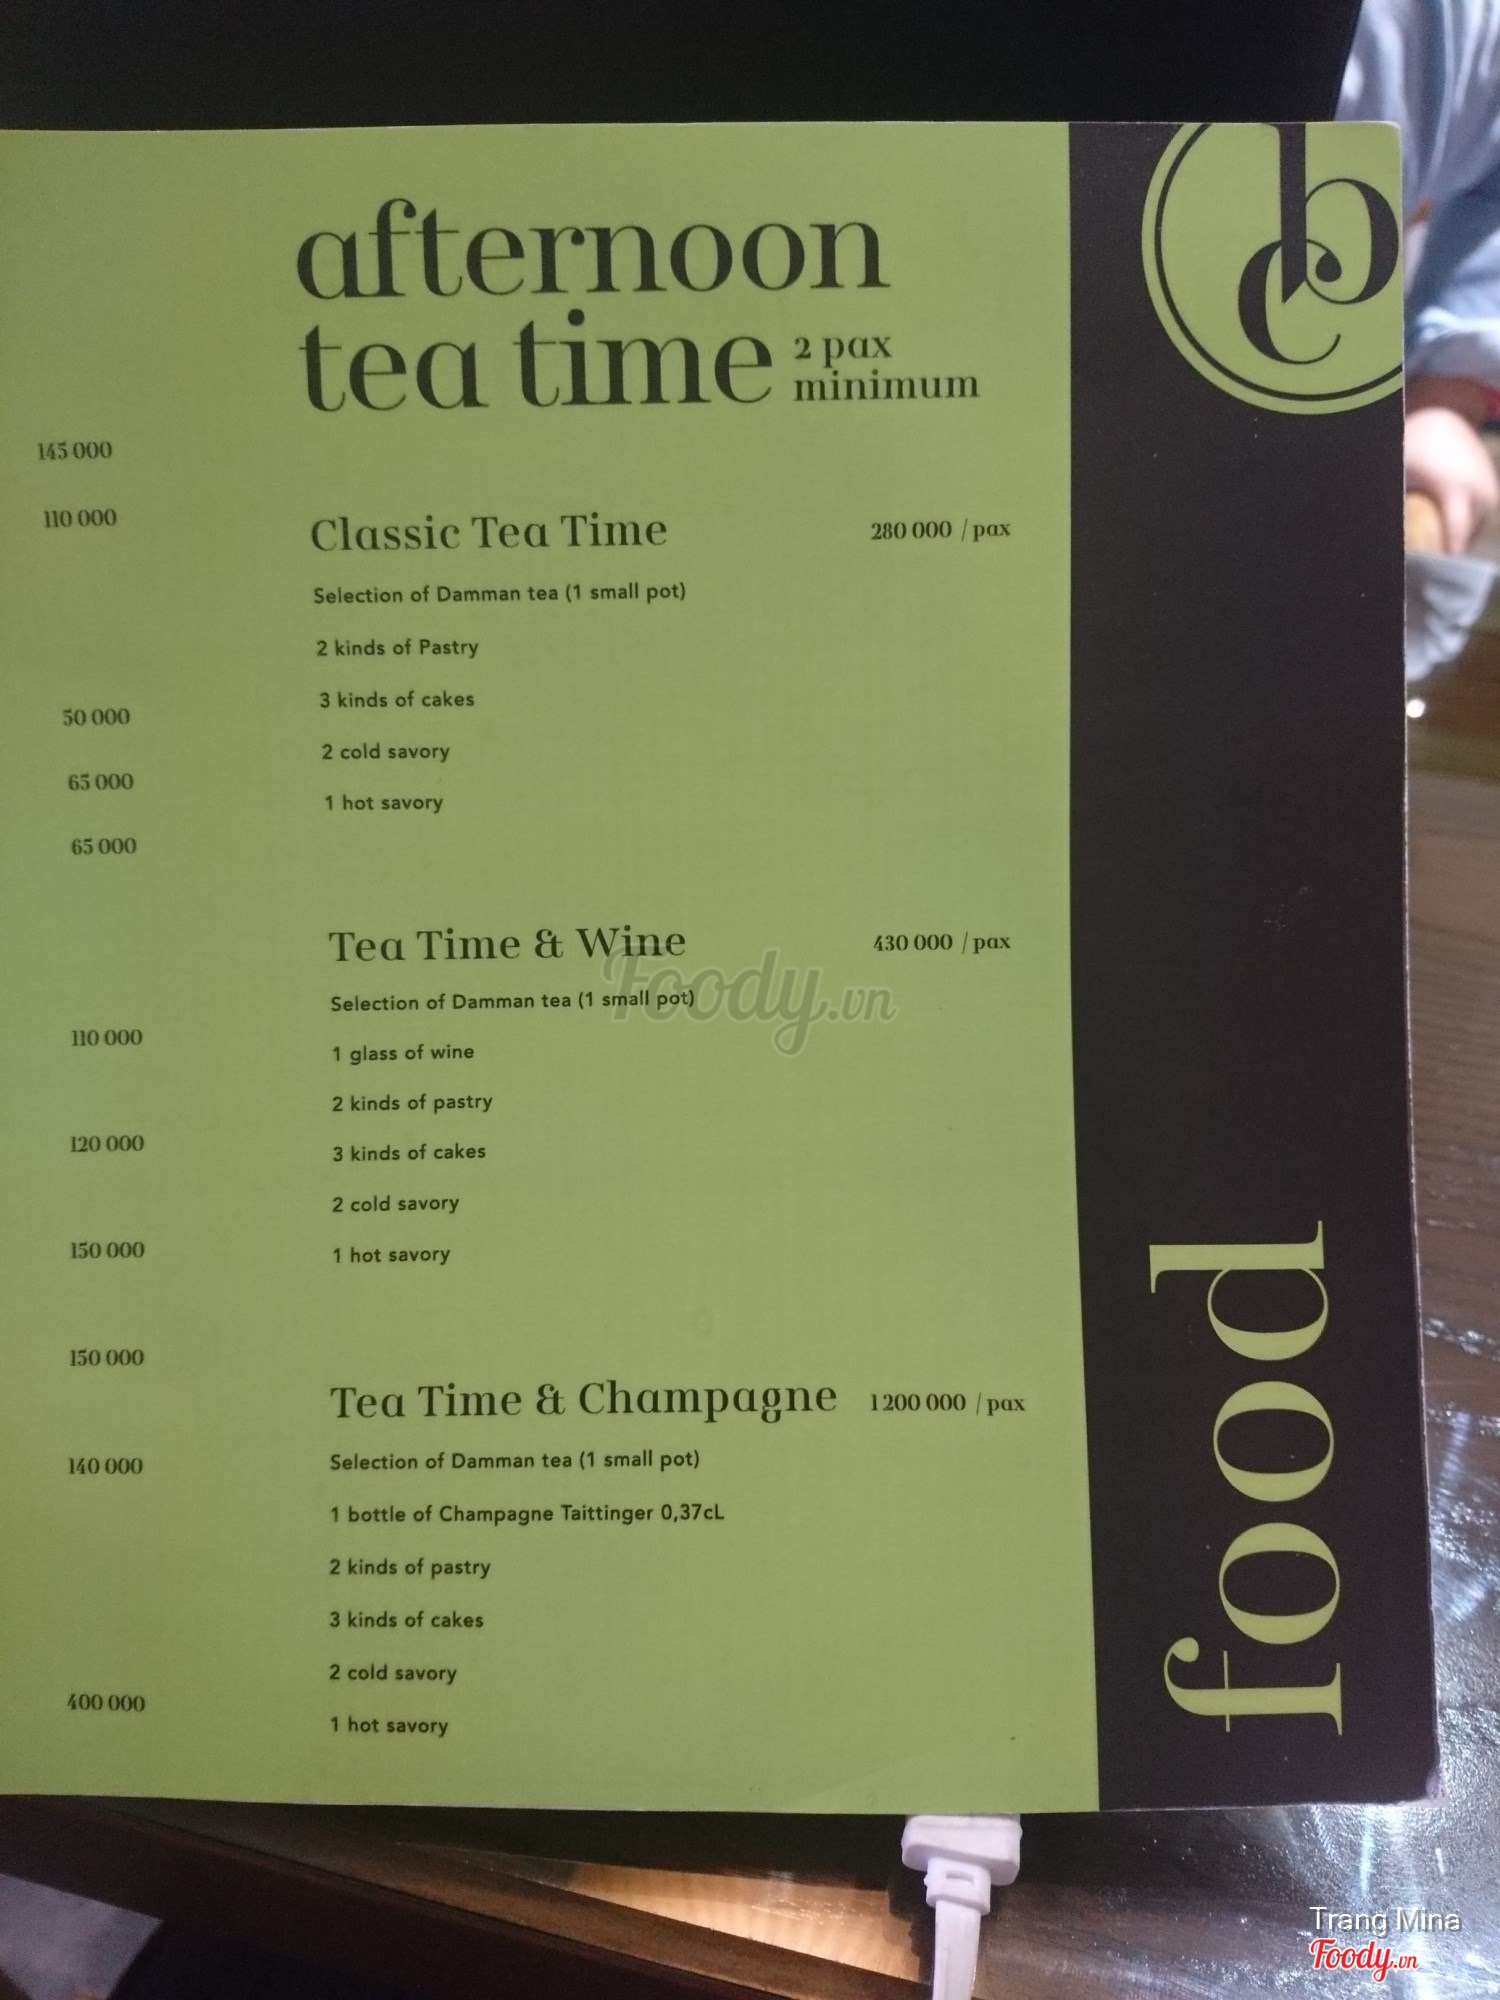 afternoon
tea time 2 pax
minimum
145 000
110 000
50 000
65 000
65 000
110 000
120 000
150 000
150 000
140 000
400 000
Classic Tea Time 280 000 / pax
Selection of Damman tea (1 small pot)
2 kinds of Pastry
3 kinds of cakes
2 cold savory
1 hot savory
Tea Time & Wine 430 000 / pax
Selection of Damman tea (1 small pot)
1 glass of wine
2 kinds of pastry
3 kinds of cakes
2 cold savory
1 hot savory
Tea Time & Champagne 1 200 000 / pax
Selection of Damman tea (1 small pot)
1 bottle of Champagne Taittinger 0,37cL
2 kinds of pastry
3 kinds of cakes
2 cold savory
1 hot savory
cb
food
Foody.vn
Trang Mina
Foody.vn